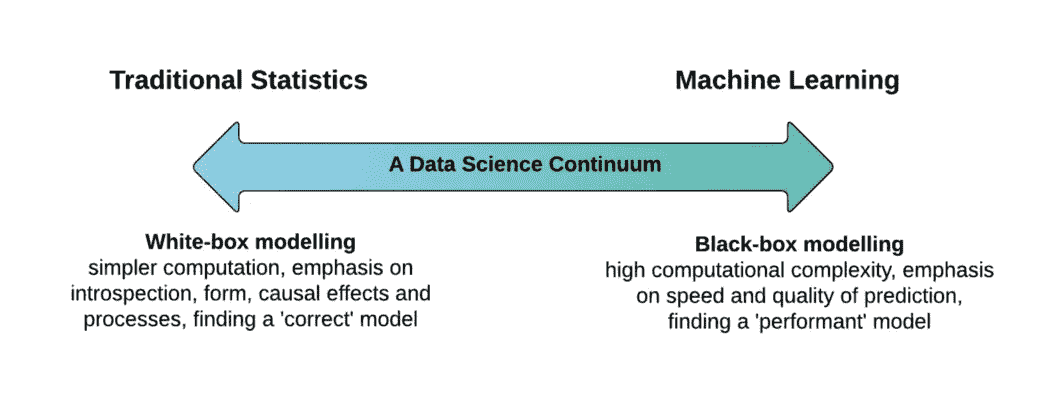 Traditional Statistics
Machine Learning
A Data Science Continuum
White-box modelling
simpler computation, emphasis on
introspection, form, causal effects and
processes, finding a 'correct' model
Black-box modelling
high computational complexity, emphasis
on speed and quality of prediction,
finding a 'performant' model